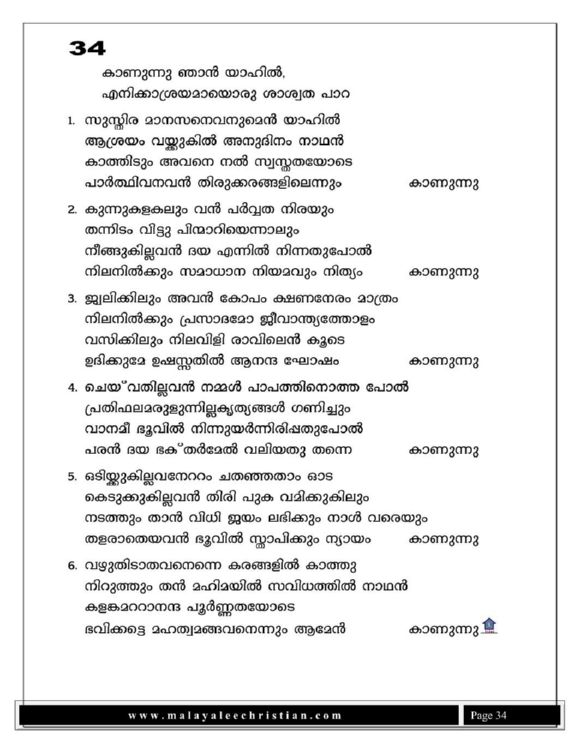 34
കാണുന്നു ഞാൻ യാഹിൽ,
എനിക്കാശ്രയമായൊരു ശാശ്വത പാറ
1. സുസ്ഥിര മാനസനെവനുമെൻ യാഹിൽ
ആശ്രയം വയ്ക്കുകിൽ അനുദിനം നാഥൻ
കാത്തിടും അവനെ നൽ സ്വസ്ഥതയോടെ
പാർത്ഥിവനവൻ തിരുക്കരങ്ങളിലെന്നും കാണുന്നു
2. കുന്നുകളകലും വൻ പർവ്വത നിരയും
തന്നിടം വിട്ടു പിന്മാറിയെന്നാലും
നീങ്ങുകില്ലവൻ ദയ എന്നിൽ നിന്നതുപോൽ
നിലനിൽക്കും സമാധാന നിയമവും നിത്യം കാണുന്നു
3. ജ്വലിക്കിലും അവൻ കോപം ക്ഷണനേരം മാത്രം
നിലനിൽക്കും പ്രസാദമോ ജീവാന്ത്യത്തോളം
വസിക്കിലും നിലവിളി രാവിലെൻ കൂടെ
ഉദിക്കുമേ ഉഷസ്സതിൽ ആനന്ദ ഘോഷം കാണുന്നു
4. ചെയ്‌വതില്ലവൻ നമ്മൾ പാപത്തിനൊത്ത പോൽ
പ്രതിഫലമരുളുന്നില്ലകൃത്യങ്ങൾ ഗണിച്ചും
വാനമീ ഭൂവിൽ നിന്നുയർന്നിരിപ്പതുപോൽ
പരൻ ദയ ഭക്തർമേൽ വലിയതു തന്നെ കാണുന്നു
5. ഒടിയ്ക്കുകില്ലവനേററം ചതഞ്ഞതാം ഓട
കെടുക്കുകില്ലവൻ തിരി പുക വമിക്കുകിലും
നടത്തും താൻ വിധി ജയം ലഭിക്കും നാൾ വരെയും
തളരാതെയവൻ ഭൂവിൽ സ്ഥാപിക്കും ന്യായം കാണുന്നു
6. വഴുതിടാതവനെന്നെ കരങ്ങളിൽ കാത്തു
നിറുത്തും തൻ മഹിമയിൽ സവിധത്തിൽ നാഥൻ
കളങ്കമററാനന്ദ പൂർണ്ണതയോടെ
ഭവിക്കട്ടെ മഹത്വമങ്ങവനെന്നും ആമേൻ കാണുന്നു
www.malayaleechristian.com Page 34